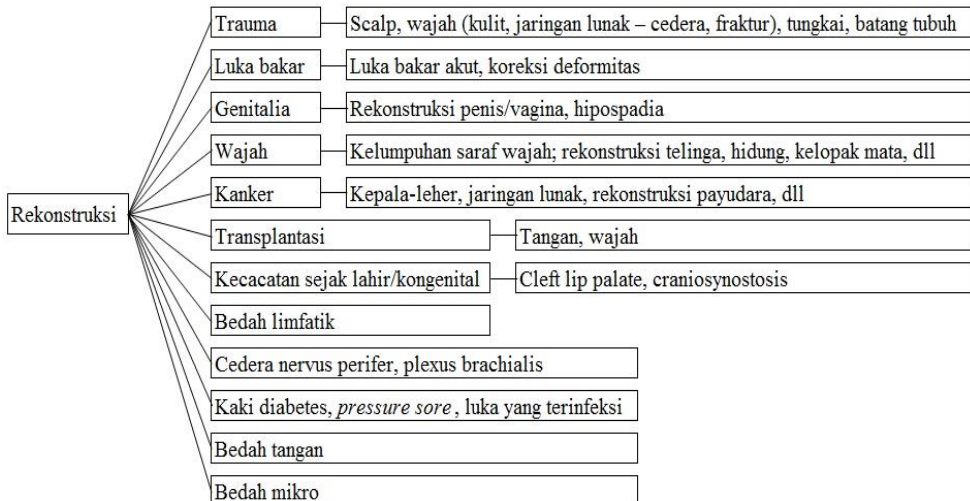 Trauma
Scalp, wajah (kulit, jaringan lunak – cedera, fraktur), tungkai, batang tubuh
Luka bakar
Luka bakar akut, koreksi deformitas
Genitalia
Rekonstruksi penis/vagina, hipospadia
Wajah
Kelumpuhan saraf wajah; rekonstruksi telinga, hidung, kelopak mata, dll
Kanker
Kepala-leher, jaringan lunak, rekonstruksi payudara, dll
Rekonstruksi
Transplantasi
Tangan, wajah
Kecacatan sejak lahir/kongenital
Cleft lip palate, craniosynostosis
Bedah limfatik
Cedera nervus perifer, plexus brachialis
Kaki diabetes, pressure sore, luka yang terinfeksi
Bedah tangan
Bedah mikro